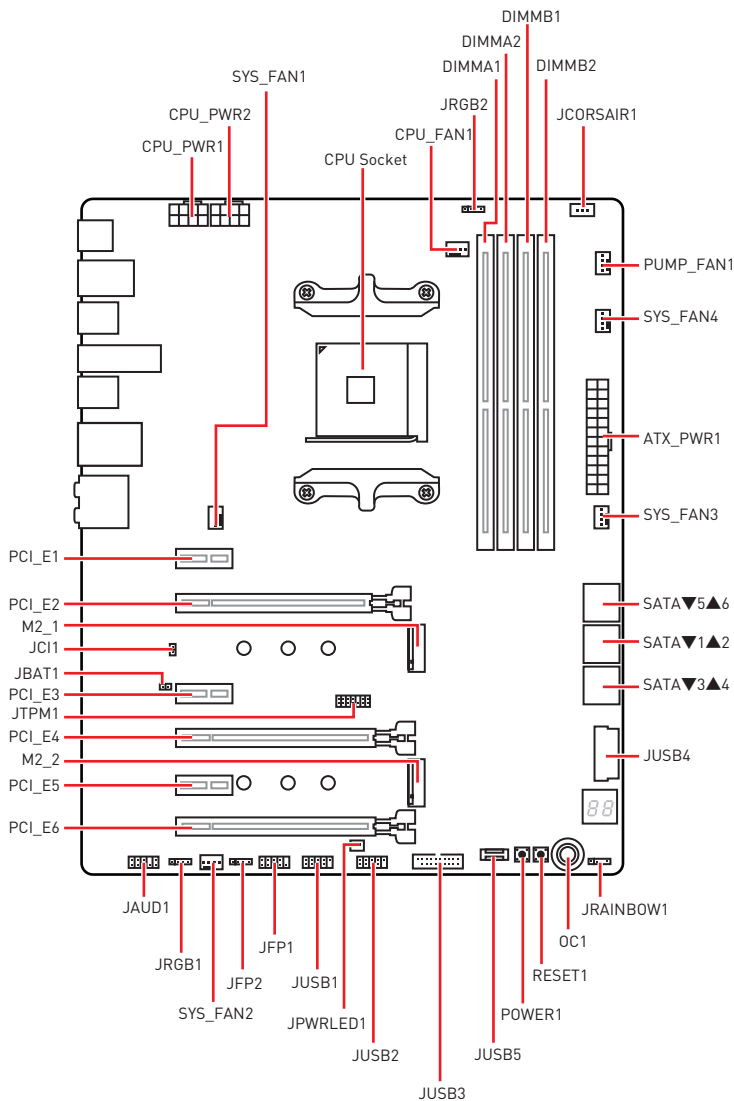 DIMMB1
DIMMA2
DIMMA1
DIMMB2
SYS_FAN1
JRGB2
JCORSAIR1
CPU_PWR2
CPU_FAN1
CPU_PWR1
CPU Socket
PUMP_FAN1
SYS_FAN4
ATX_PWR1
SYS_FAN3
PCI_E1
PCI_E2
SATA▼5▲6
M2_1
JCI1
SATA▼1▲2
JBAT1
PCI_E3
SATA▼3▲4
JTPM1
PCI_E4
JUSB4
M2_2
PCI_E5
88
PCI_E6
JAUD1
JRAINBOW1
JRGB1
JFP1
OC1
JFP2
JUSB1
RESET1
SYS_FAN2
POWER1
JPWRLED1
JUSB2
JUSB5
JUSB3